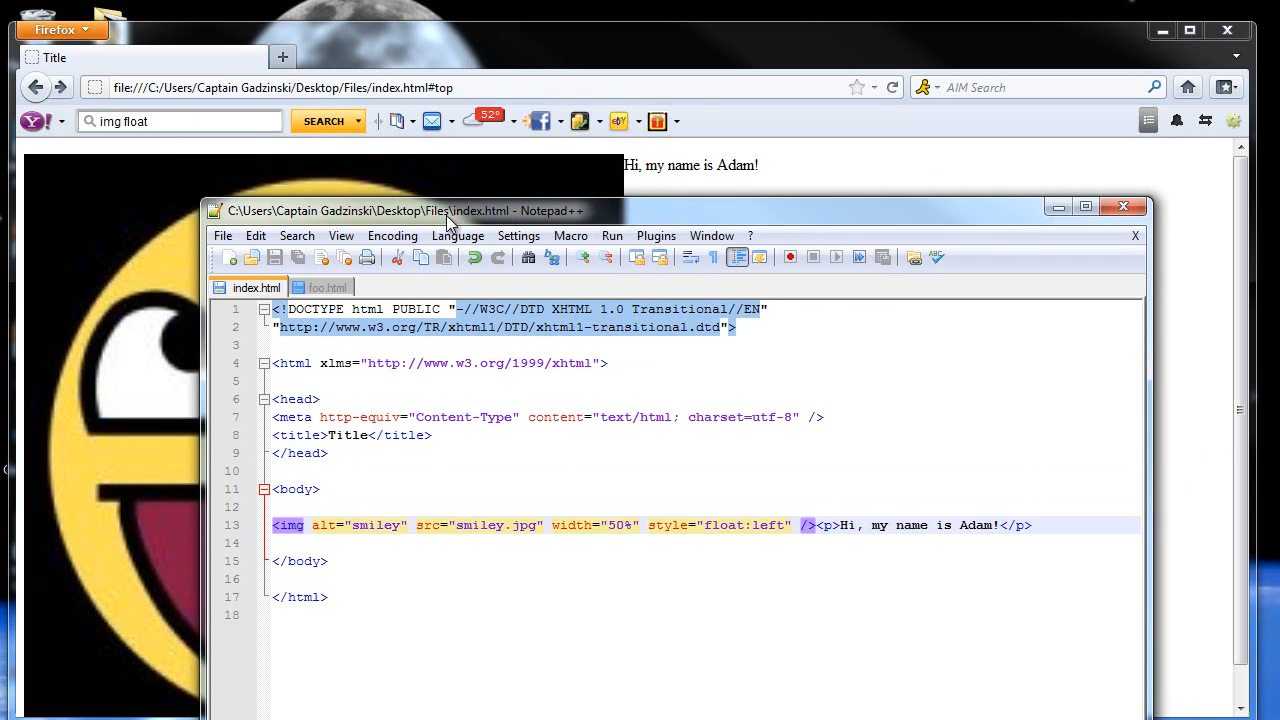 Firefox
Title
file:///C:/Users/Captain Gadzinski/Desktop/Files/index.html#top
AIM Search
Y!
img float
SEARCH
52°
Hi, my name is Adam!
C:\Users\Captain Gadzinski\Desktop\Files\index.html - Notepad++
File Edit Search View Encoding Language Settings Macro Run Plugins Window ? X
ABC
index.html foo.html
1 <!DOCTYPE html PUBLIC "-//W3C//DTD XHTML 1.0 Transitional//EN"
2 "http://www.w3.org/TR/xhtml1/DTD/xhtml1-transitional.dtd">
3
4 <html xlms="http://www.w3.org/1999/xhtml">
5
6 <head>
7 <meta http-equiv="Content-Type" content="text/html; charset=utf-8" />
8 <title>Title</title>
9 </head>
10
11 <body>
12
13 <img alt="smiley" src="smiley.jpg" width="50%" style="float:left" /><p>Hi, my name is Adam!</p>
14
15 </body>
16
17 </html>
18